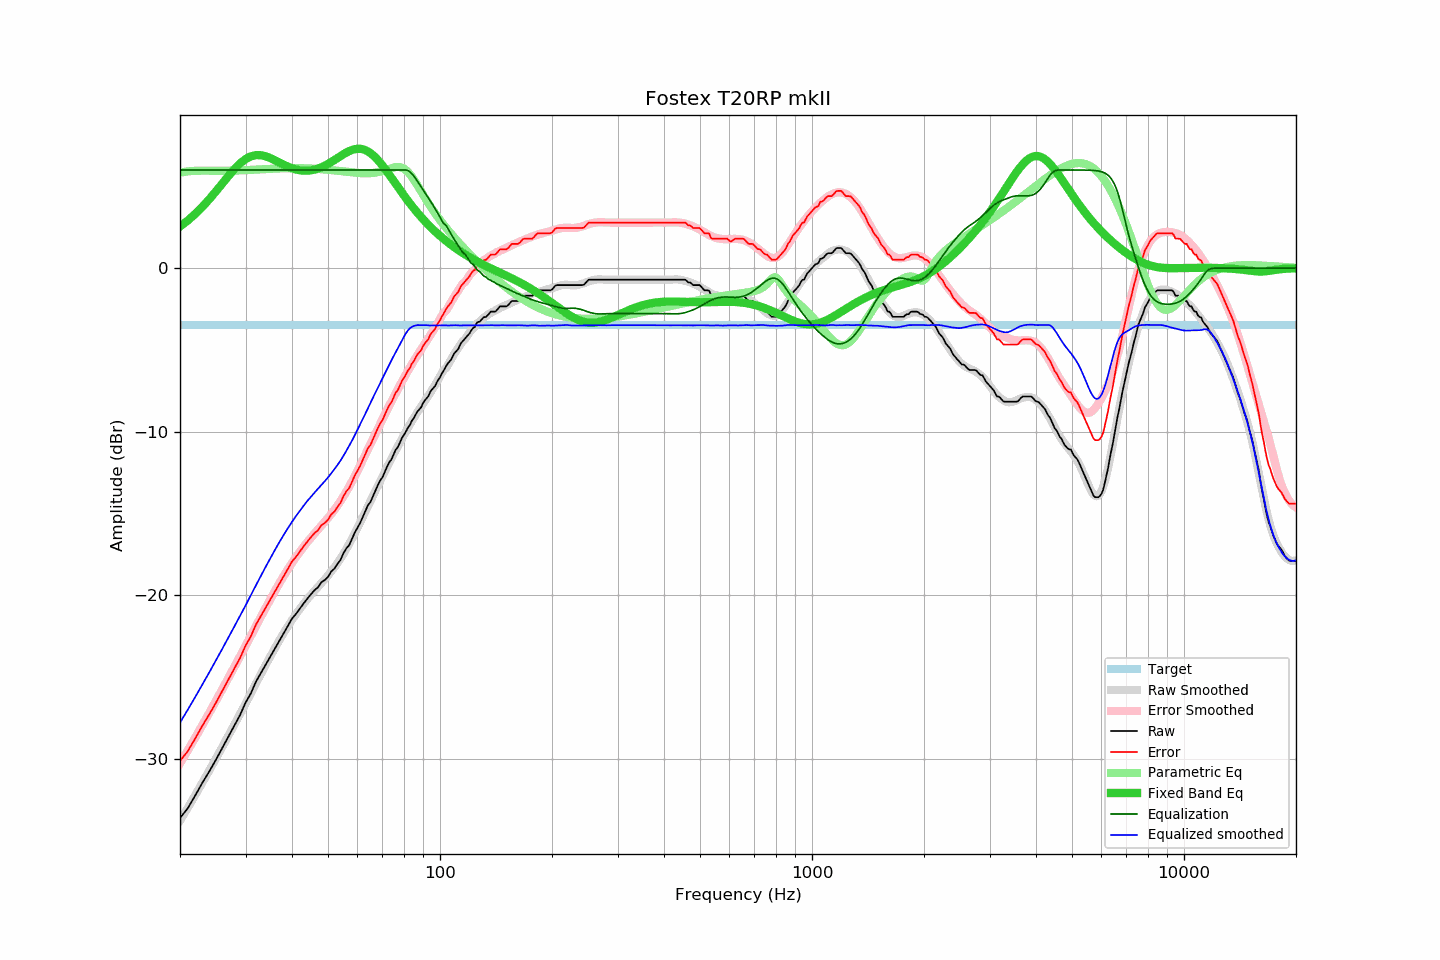 Fostex T20RP mkII
Amplitude (dBr)
0
−10
−20
−30
100
1000
10000
Frequency (Hz)
Target
Raw Smoothed
Error Smoothed
Raw
Error
Parametric Eq
Fixed Band Eq
Equalization
Equalized smoothed